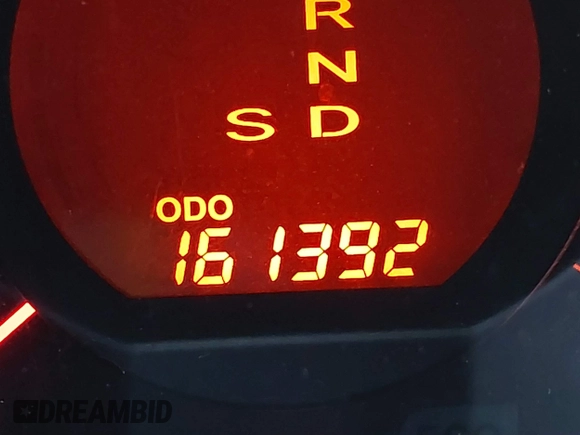 R
N
S D
ODO
161392
DREAMBID